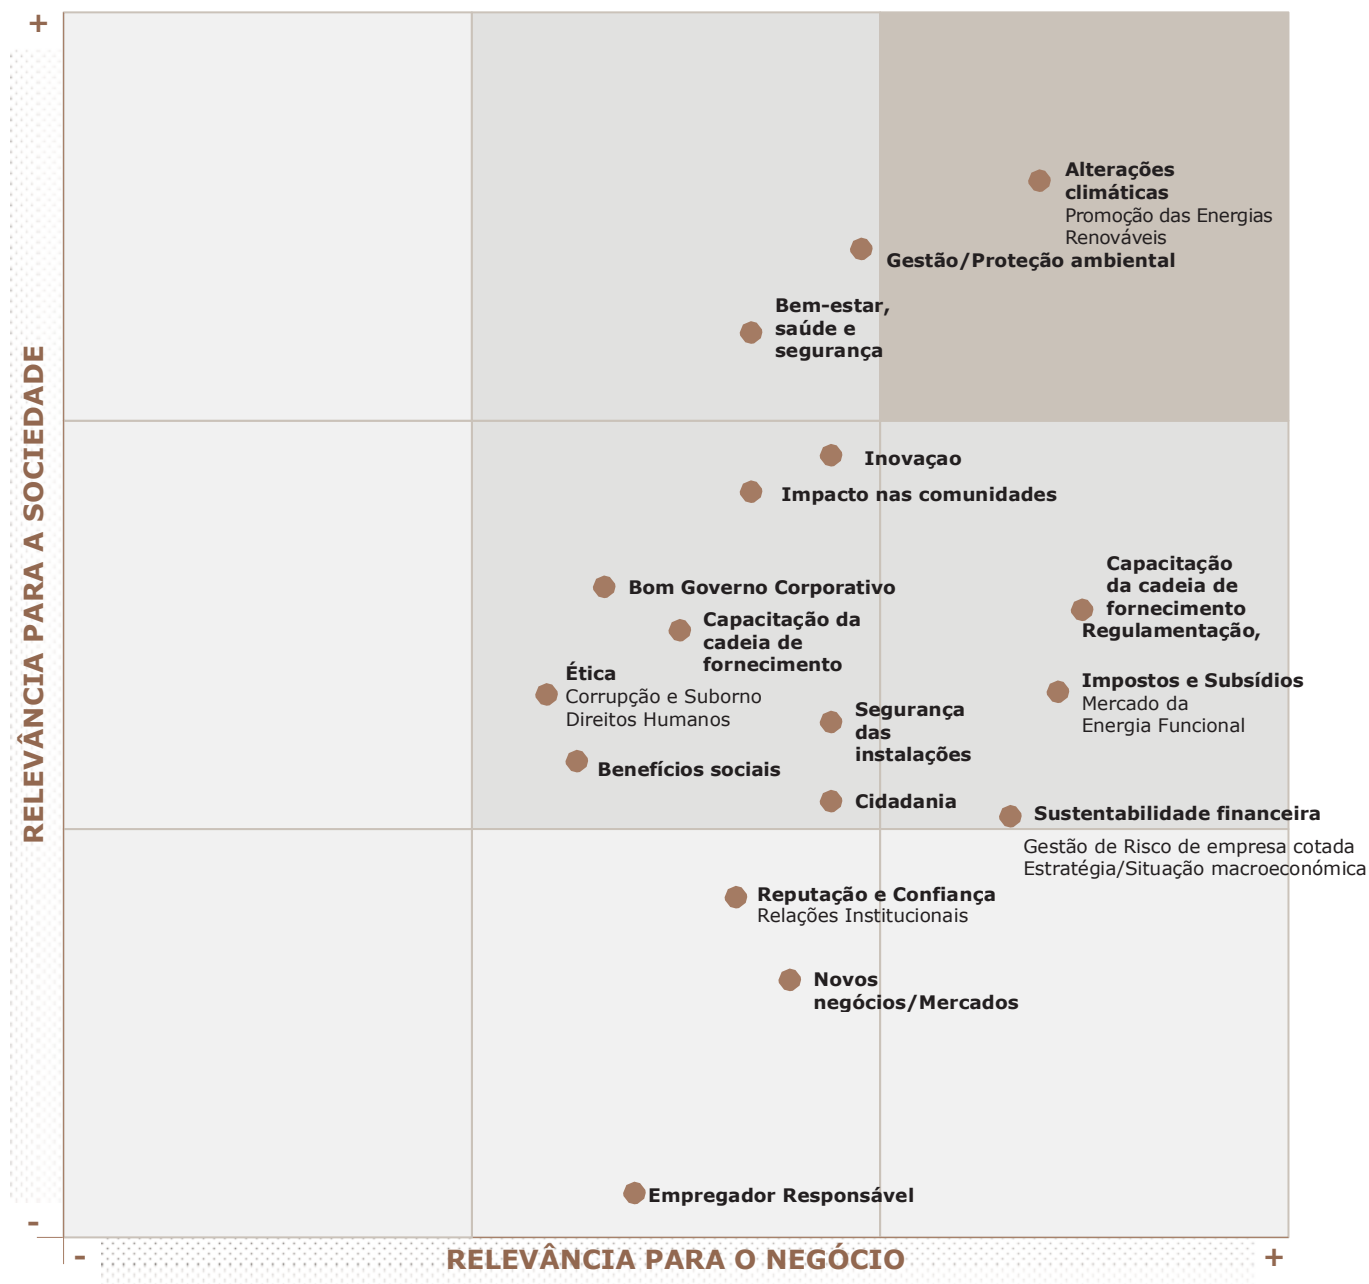 +
Alterações
climáticas
Promoção das Energias
Renováveis
Gestão/Proteção ambiental
Bem-estar,
saúde e
segurança
RELEVÂNCIA PARA A SOCIEDADE
Inovaçao
Impacto nas comunidades
Capacitação
da cadeia de
fornecimento
Regulamentação,
Bom Governo Corporativo
Capacitação da
cadeia de
fornecimento
Ética
Corrupção e Suborno
Direitos Humanos
Impostos e Subsídios
Mercado da
Energia Funcional
Segurança
das
instalações
Benefícios sociais
Cidadania
Sustentabilidade financeira
Gestão de Risco de empresa cotada
Estratégia/Situação macroeconómica
Reputação e Confiança
Relações Institucionais
Novos
negócios/Mercados
Empregador Responsável
-
- RELEVÂNCIA PARA O NEGÓCIO +